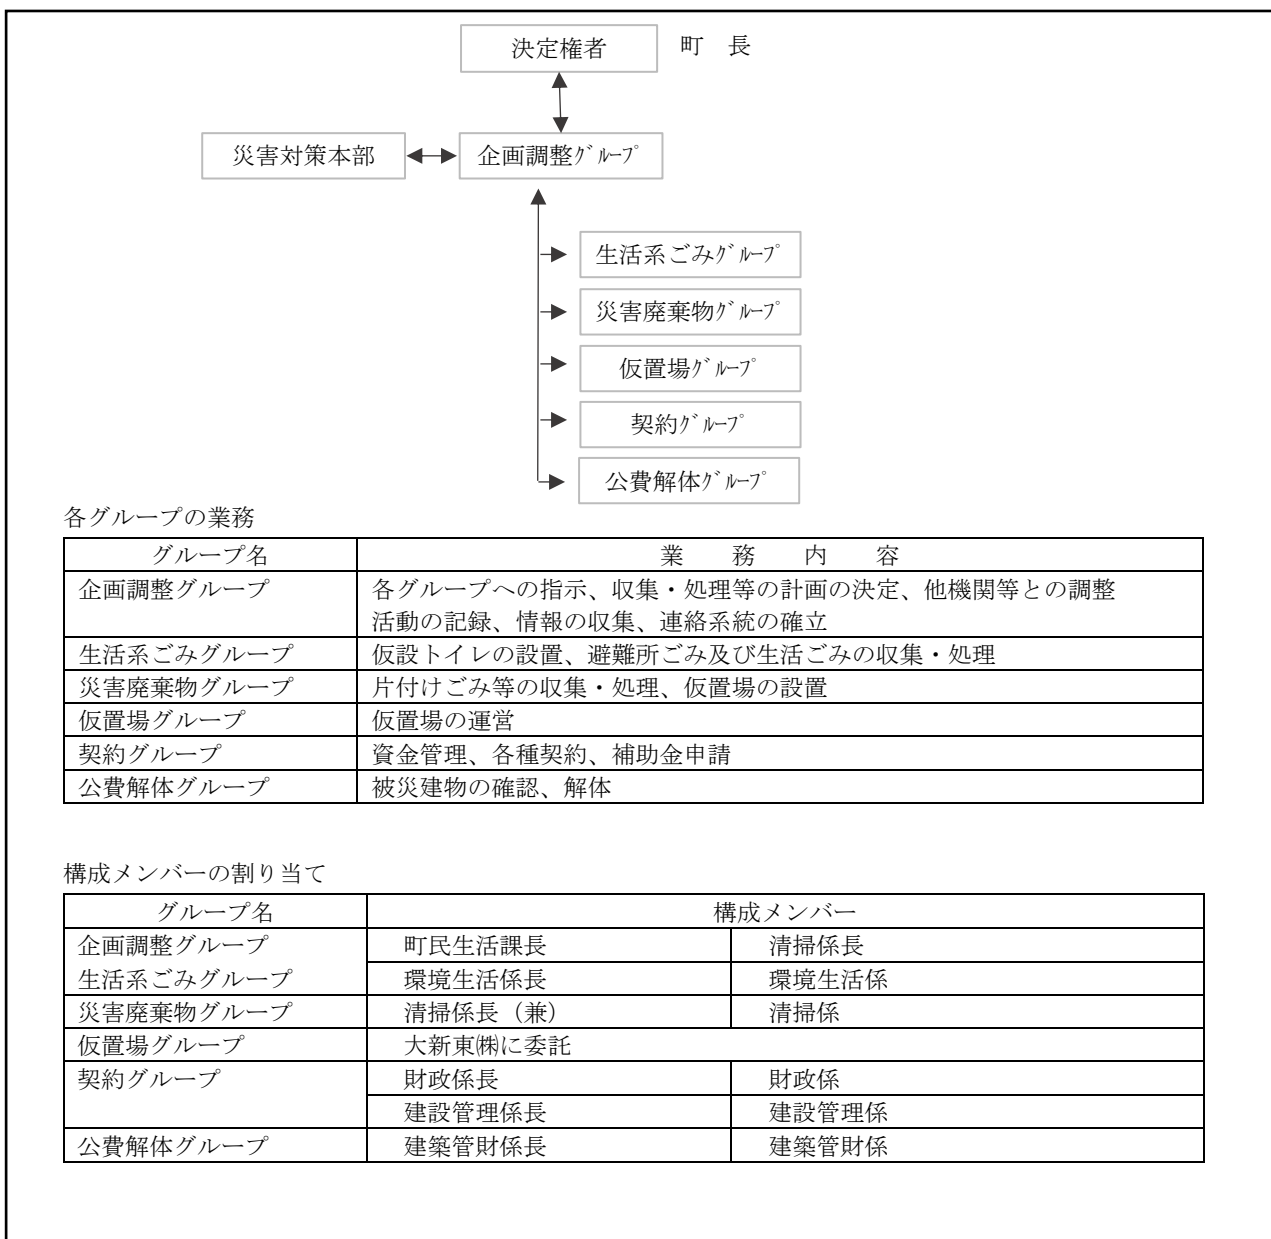 決定権者 町 長
災害対策本部 企画調整ｸﾞﾙｰﾌﾟ
生活系ごみｸﾞﾙｰﾌﾟ
災害廃棄物ｸﾞﾙｰﾌﾟ
仮置場ｸﾞﾙｰﾌﾟ
契約ｸﾞﾙｰﾌﾟ
公費解体ｸﾞﾙｰﾌﾟ
各グループの業務
グループ名 業 務 内 容
企画調整グループ 各グループへの指示、収集・処理等の計画の決定、他機関等との調整
活動の記録、情報の収集、連絡系統の確立
生活系ごみグループ 仮設トイレの設置、避難所ごみ及び生活ごみの収集・処理
災害廃棄物グループ 片付けごみ等の収集・処理、仮置場の設置
仮置場グループ 仮置場の運営
契約グループ 資金管理、各種契約、補助金申請
公費解体グループ 被災建物の確認、解体
構成メンバーの割り当て
グループ名 構成メンバー
企画調整グループ 町民生活課長 清掃係長
生活系ごみグループ 環境生活係長 環境生活係
災害廃棄物グループ 清掃係長（兼） 清掃係
仮置場グループ 大新東㈱に委託
契約グループ 財政係長 財政係
建設管理係長 建設管理係
公費解体グループ 建築管財係長 建築管財係